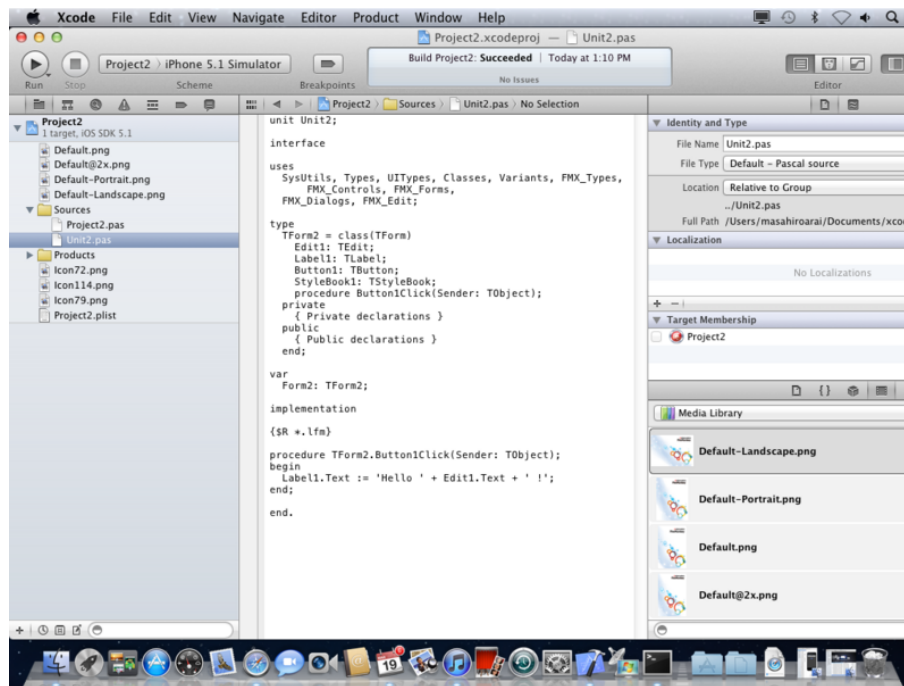 Xcode File Edit View Navigate Editor Product Window Help
Project2.xcodeproj — Unit2.pas
Project2 〉 iPhone 5.1 Simulator
Build Project2: Succeeded | Today at 1:10 PM
No Issues
Run Stop Scheme Breakpoints Editor
Project2 〉 Sources 〉 Unit2.pas 〉 No Selection
Project2
1 target, iOS SDK 5.1
Default.png
Default@2x.png
Default-Portrait.png
Default-Landscape.png
Sources
Project2.pas
Unit2.pas
Products
Icon72.png
Icon114.png
Icon79.png
Project2.plist
unit Unit2;
interface
uses
SysUtils, Types, UITypes, Classes, Variants, FMX_Types,
FMX_Controls, FMX_Forms,
FMX_Dialogs, FMX_Edit;
type
TForm2 = class(TForm)
Edit1: TEdit;
Label1: TLabel;
Button1: TButton;
StyleBook1: TStyleBook;
procedure Button1Click(Sender: TObject);
private
{ Private declarations }
public
{ Public declarations }
end;
var
Form2: TForm2;
implementation
{$R *.lfm}
procedure TForm2.Button1Click(Sender: TObject);
begin
Label1.Text := 'Hello ' + Edit1.Text + ' !';
end;
end.
Identity and Type
File Name Unit2.pas
File Type Default - Pascal source
Location Relative to Group
../Unit2.pas
Full Path /Users/masahiroarai/Documents/xco
Localization
No Localizations
Target Membership
Project2
{}
Media Library
Default-Landscape.png
Default-Portrait.png
Default.png
Default@2x.png
19